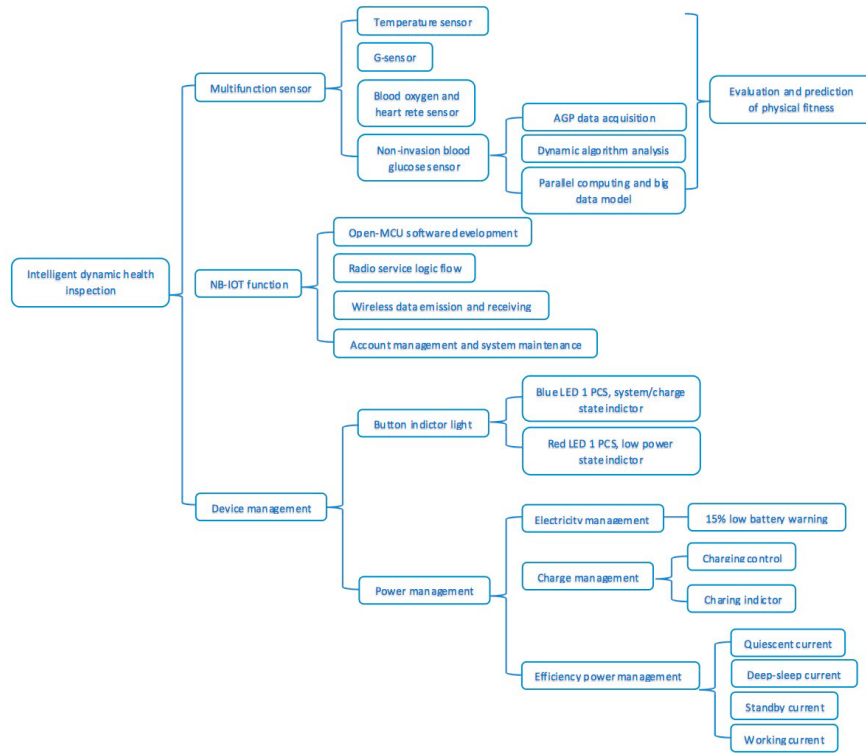 Temperature sensor
G-sensor
Multifunction sensor
Blood oxygen and
heart rete sensor
Non-invasion blood
glucose sensor
AGP data acquisition
Dynamic algorithm analysis
Parallel computing and big
data model
Evaluation and prediction
of physical fitness
Intelligent dynamic health
inspection
NB-IOT function
Open-MCU software development
Radio service logic flow
Wireless data emission and receiving
Account management and system maintenance
Device management
Button indictor light
Blue LED 1 PCS, system/charge
state indictor
Red LED 1 PCS, low power
state indictor
Power management
Electricity management
15% low battery warning
Charge management
Charging control
Charing indictor
Efficiency power management
Quiescent current
Deep-sleep current
Standby current
Working current